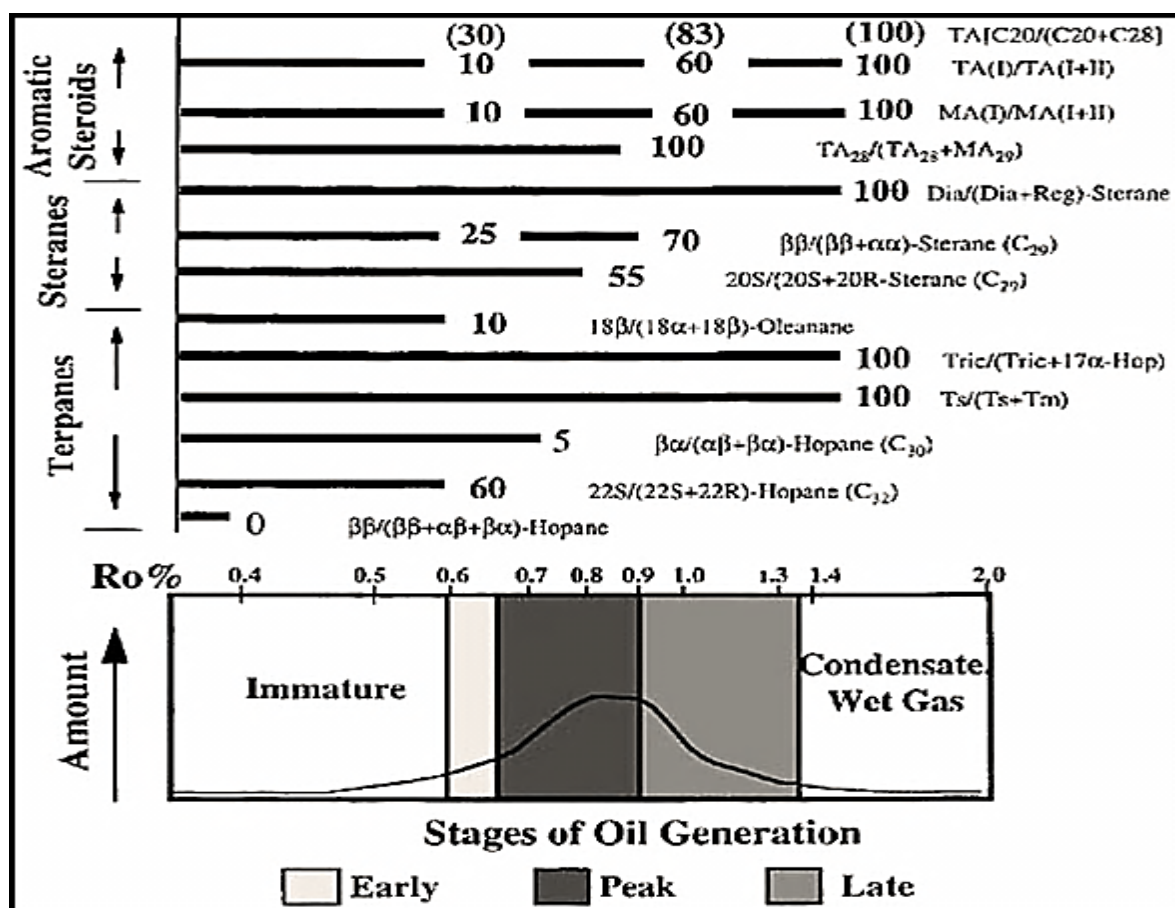 (30) (83) (100) TA[C20/(C20+C28]
10 60 100 TA(I)/TA(I+II)
10 60 100 MA(I)/MA(I+II)
100 TA₂₈/(TA₂₈+MA₂₉)
Aromatic
Steroids
100 Dia/(Dia+Reg)-Sterane
25 70 ββ/(ββ+αα)-Sterane (C₂₉)
55 20S/(20S+20R-Sterane (C₂₉)
Steranes
10 18β/(18α+18β)-Oleanane
100 Tric/(Tric+17α-Hop)
100 Ts/(Ts+Tm)
5 βα/(αβ+βα)-Hopane (C₃₀)
60 22S/(22S+22R)-Hopane (C₃₂)
0 ββ/(ββ+αβ+βα)-Hopane
Terpanes
Ro% 0.4 0.5 0.6 0.7 0.8 0.9 1.0 1.3 1.4 2.0
Amount
Immature
Condensate.
Wet Gas
Stages of Oil Generation
Early Peak Late